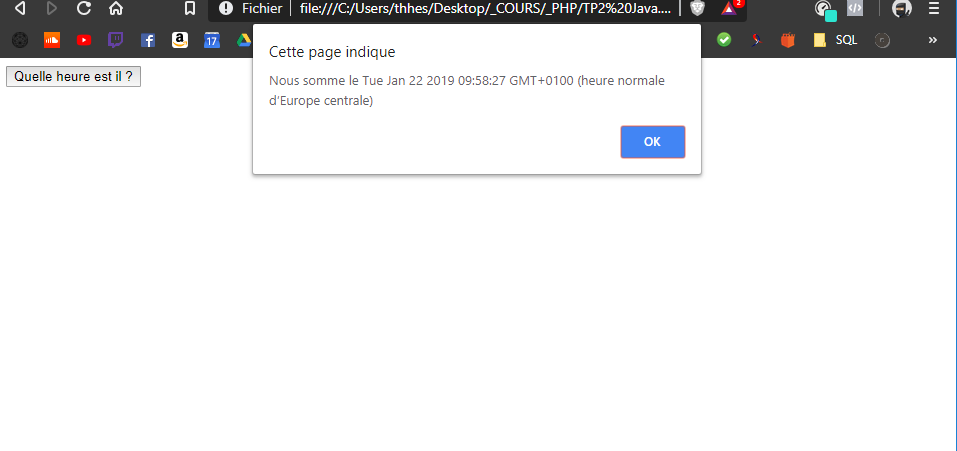 Fichier
file:///C:/Users/thhes/Desktop/_COURS/_PHP/TP2%20Java....
2
17
SQL
»
Quelle heure est il ?
Cette page indique
Nous somme le Tue Jan 22 2019 09:58:27 GMT+0100 (heure normale
d'Europe centrale)
OK